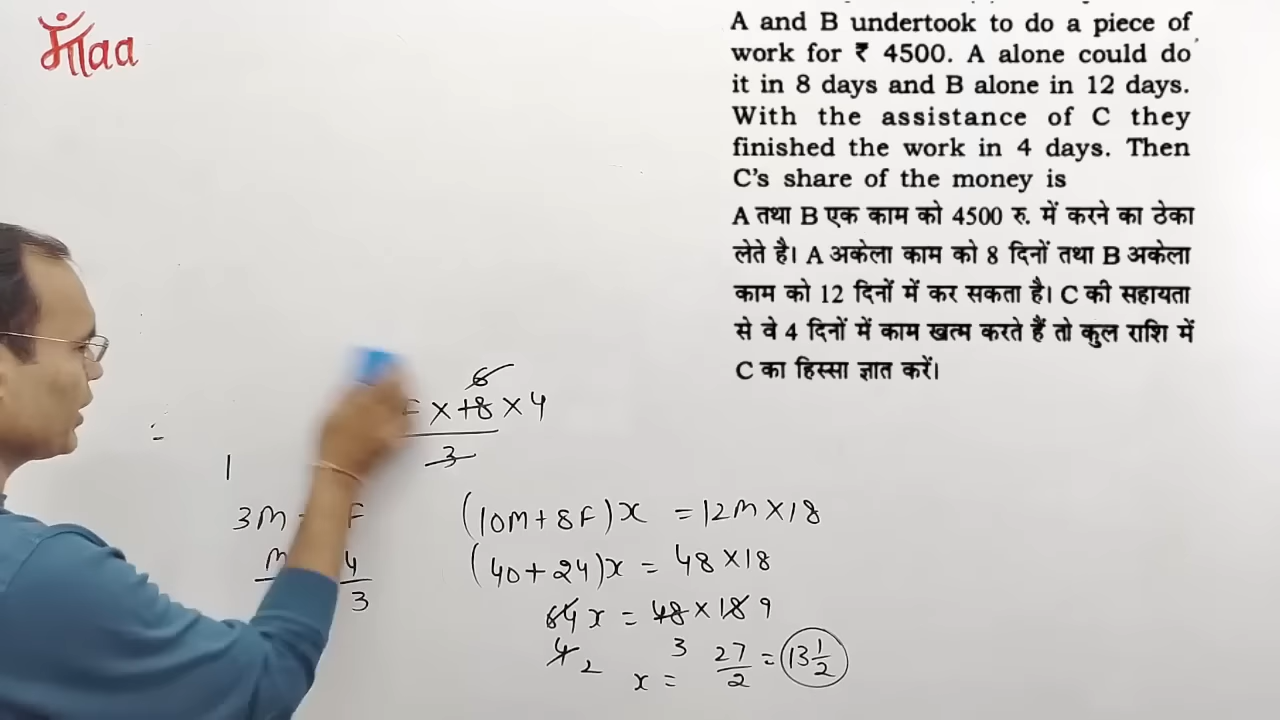 माँaa
A and B undertook to do a piece of
work for ₹ 4500. A alone could do
it in 8 days and B alone in 12 days.
With the assistance of C they
finished the work in 4 days. Then
C's share of the money is
A तथा B एक काम को 4500 रु. में करने का ठेका
लेते है। A अकेला काम को 8 दिनों तथा B अकेला
काम को 12 दिनों में कर सकता है। C की सहायता
से वे 4 दिनों में काम खत्म करते हैं तो कुल राशि में
C का हिस्सा ज्ञात करें।
6
× 18 × 4
3
1
3M F
M 4
3
(10M + 8F)x = 12M × 18
(40 + 24)x = 48 × 18
64x = 48 × 18 9
4 2 3
x = 27/2 = 13 1/2